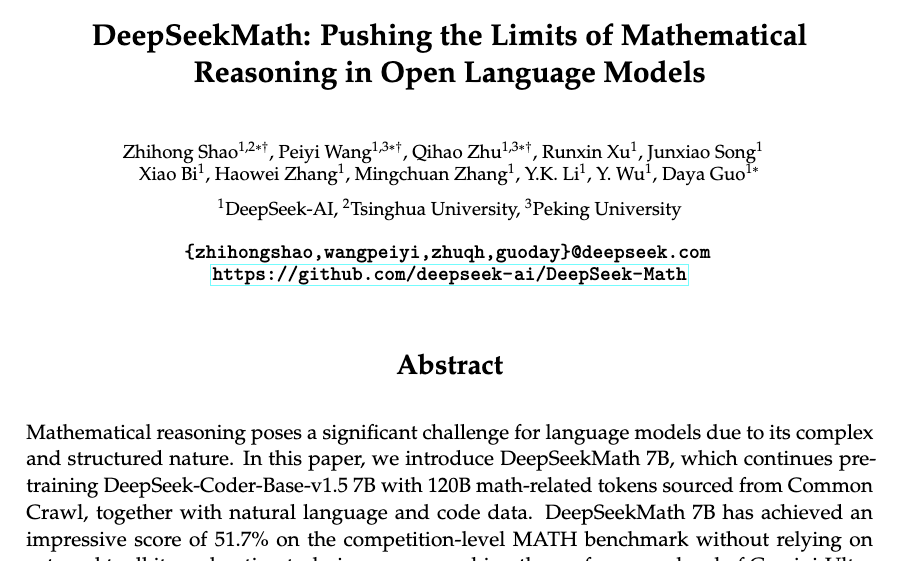 DeepSeekMath: Pushing the Limits of Mathematical
Reasoning in Open Language Models
Zhihong Shao¹,²∗†, Peiyi Wang¹,³∗†, Qihao Zhu¹,³∗†, Runxin Xu¹, Junxiao Song¹
Xiao Bi¹, Haowei Zhang¹, Mingchuan Zhang¹, Y.K. Li¹, Y. Wu¹, Daya Guo¹∗
¹DeepSeek-AI, ²Tsinghua University, ³Peking University
{zhihongshao,wangpeiyi,zhuqh,guoday}@deepseek.com
https://github.com/deepseek-ai/DeepSeek-Math
Abstract
Mathematical reasoning poses a significant challenge for language models due to its complex
and structured nature. In this paper, we introduce DeepSeekMath 7B, which continues pre-
training DeepSeek-Coder-Base-v1.5 7B with 120B math-related tokens sourced from Common
Crawl, together with natural language and code data. DeepSeekMath 7B has achieved an
impressive score of 51.7% on the competition-level MATH benchmark without relying on